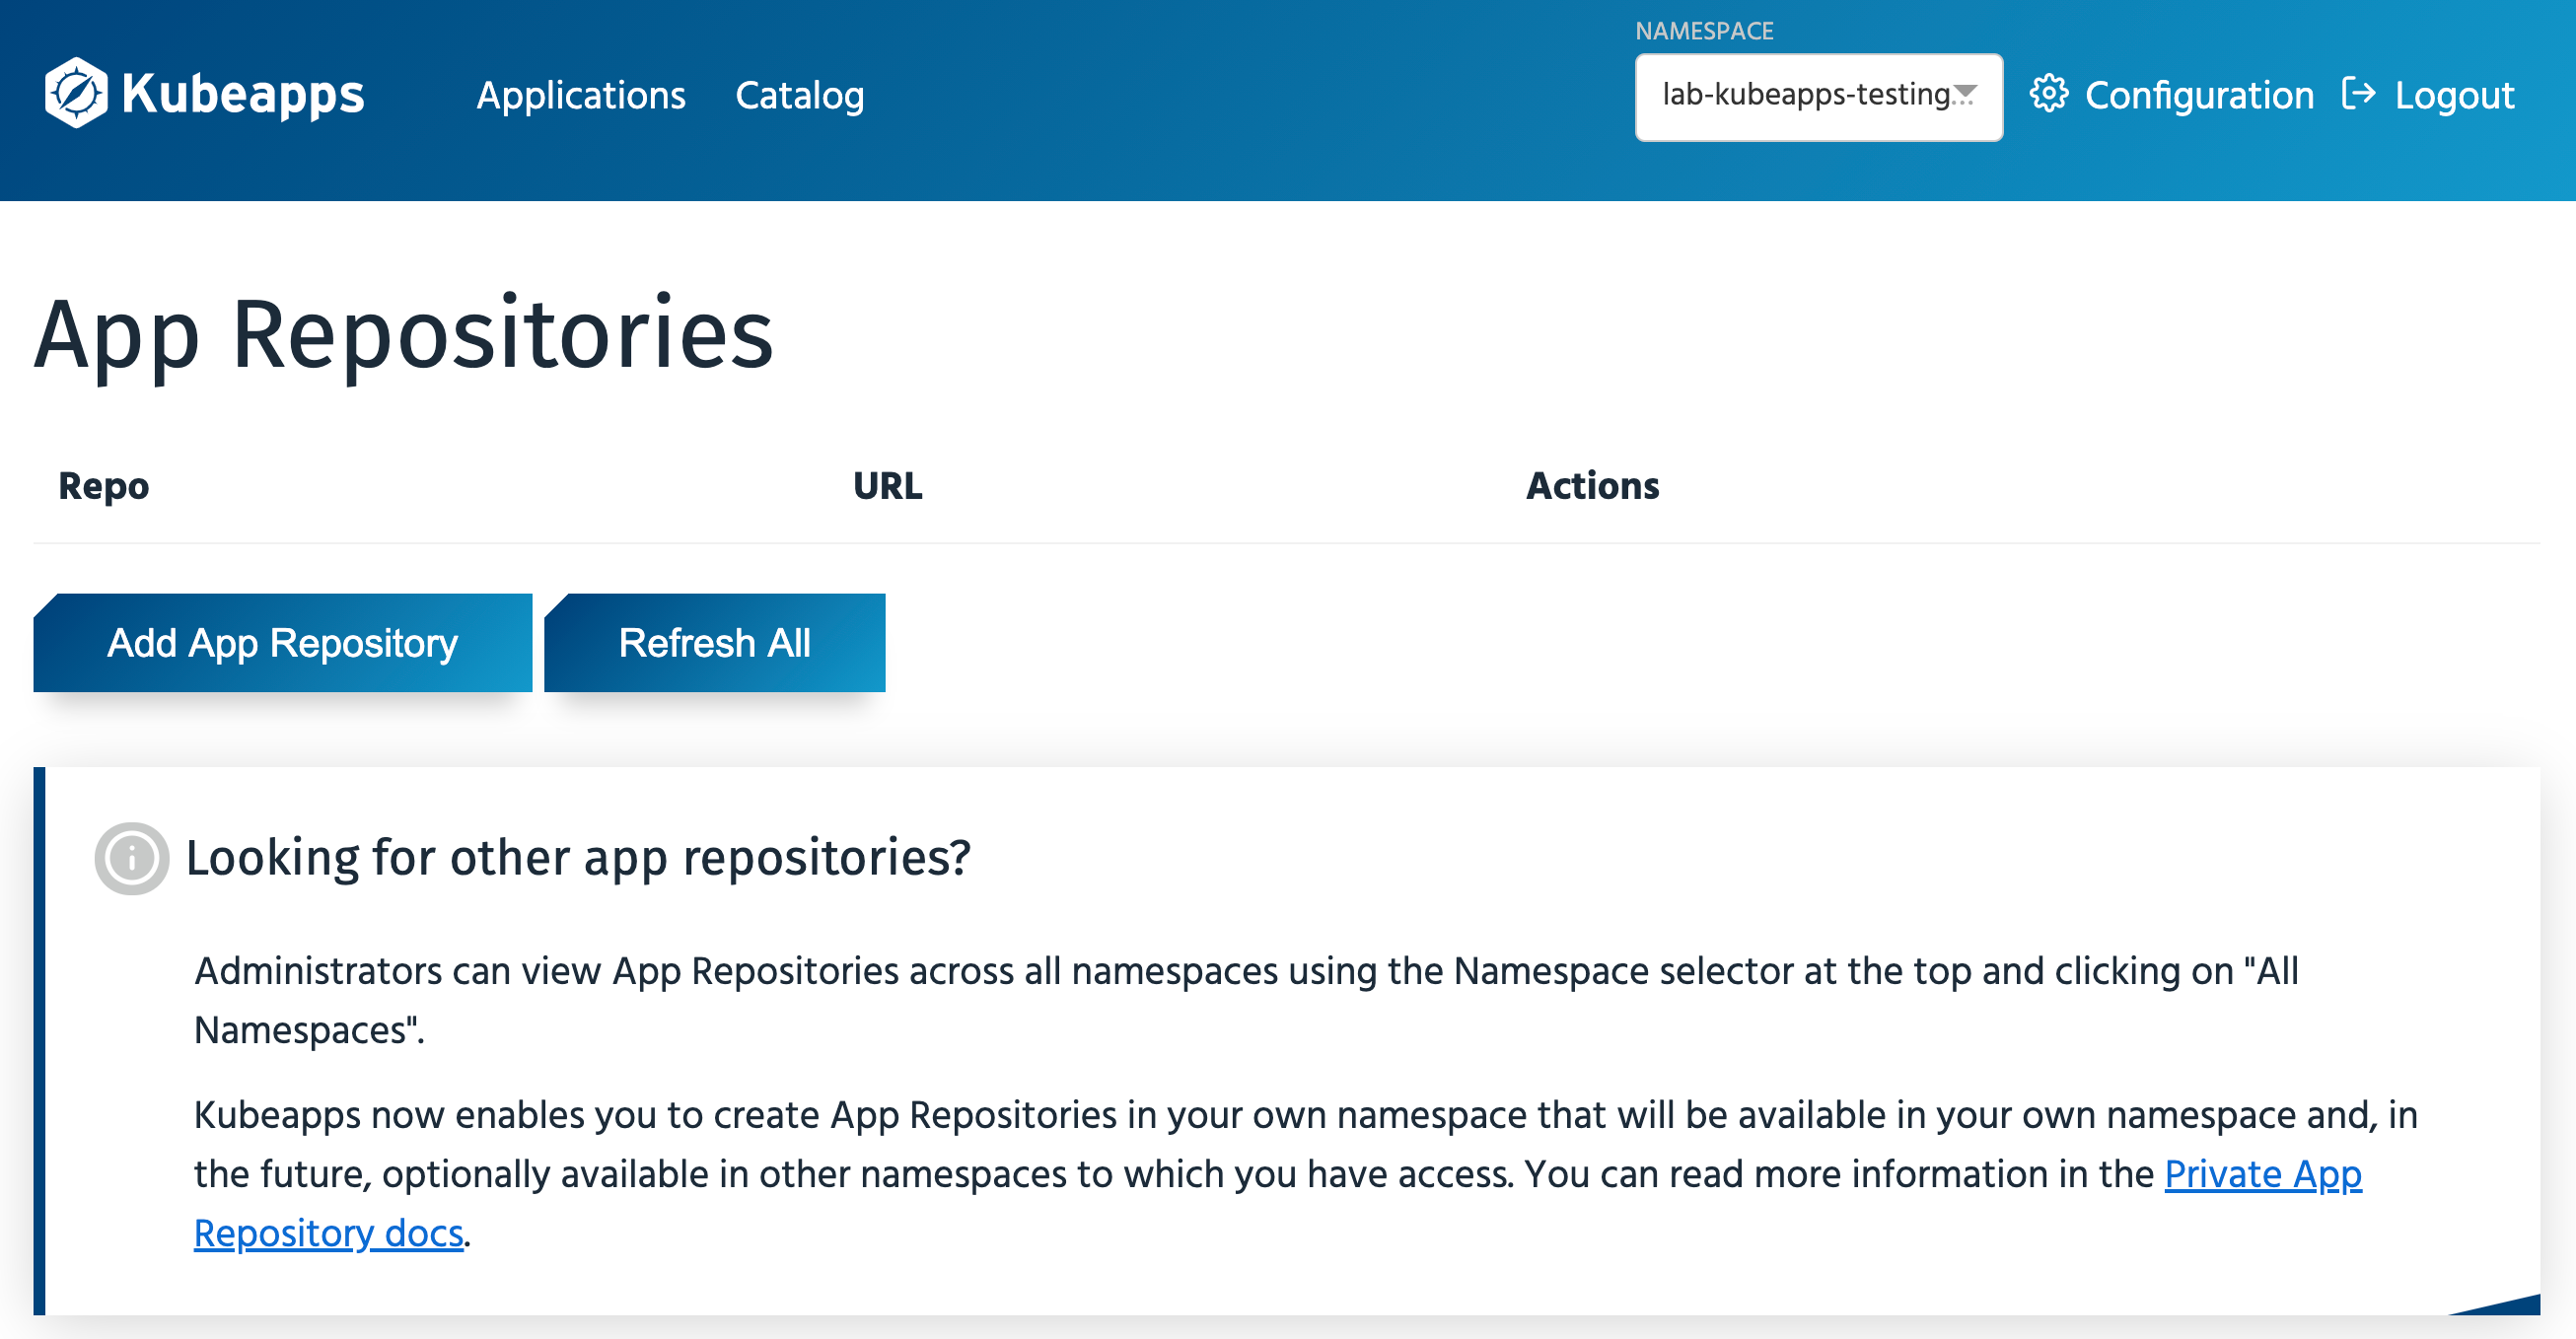 NAMESPACE
Kubeapps
Applications
Catalog
lab-kubeapps-testing...
Configuration
Logout
App Repositories
Repo
URL
Actions
Add App Repository
Refresh All
Looking for other app repositories?
Administrators can view App Repositories across all namespaces using the Namespace selector at the top and clicking on "All
Namespaces".
Kubeapps now enables you to create App Repositories in your own namespace that will be available in your own namespace and, in
the future, optionally available in other namespaces to which you have access. You can read more information in the Private App
Repository docs.